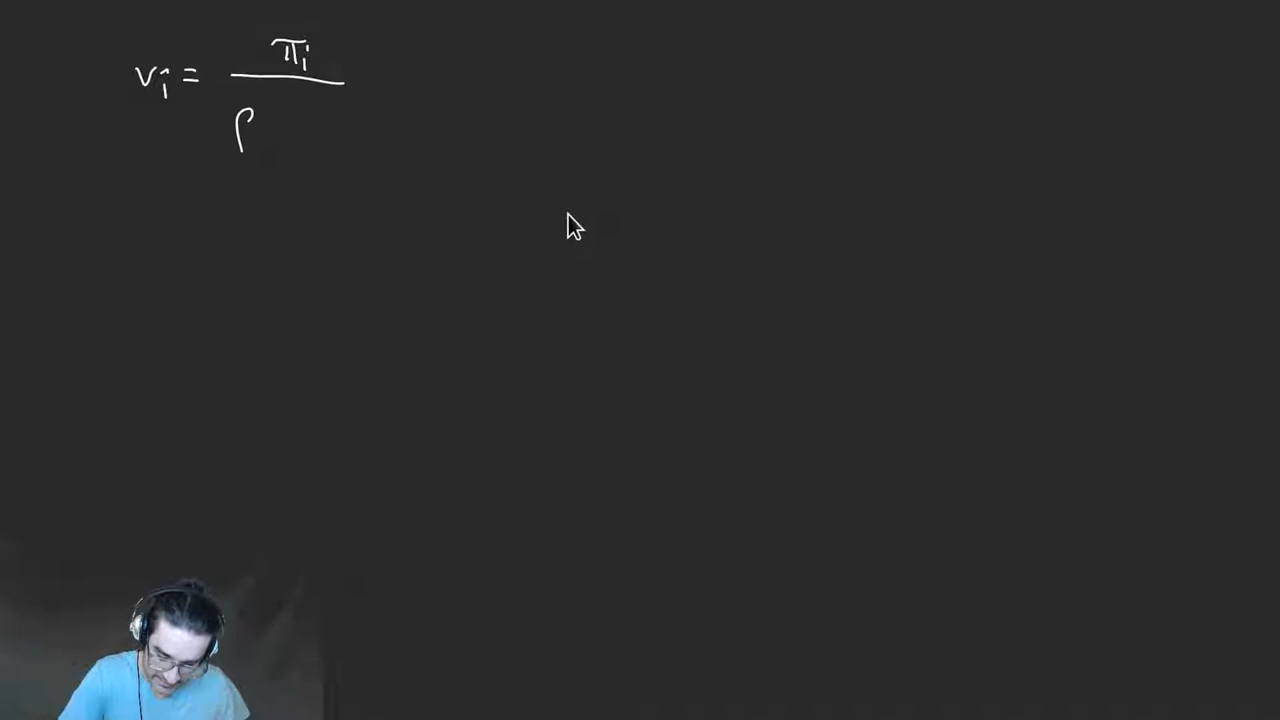 vᵢ = πᵢ / ρ